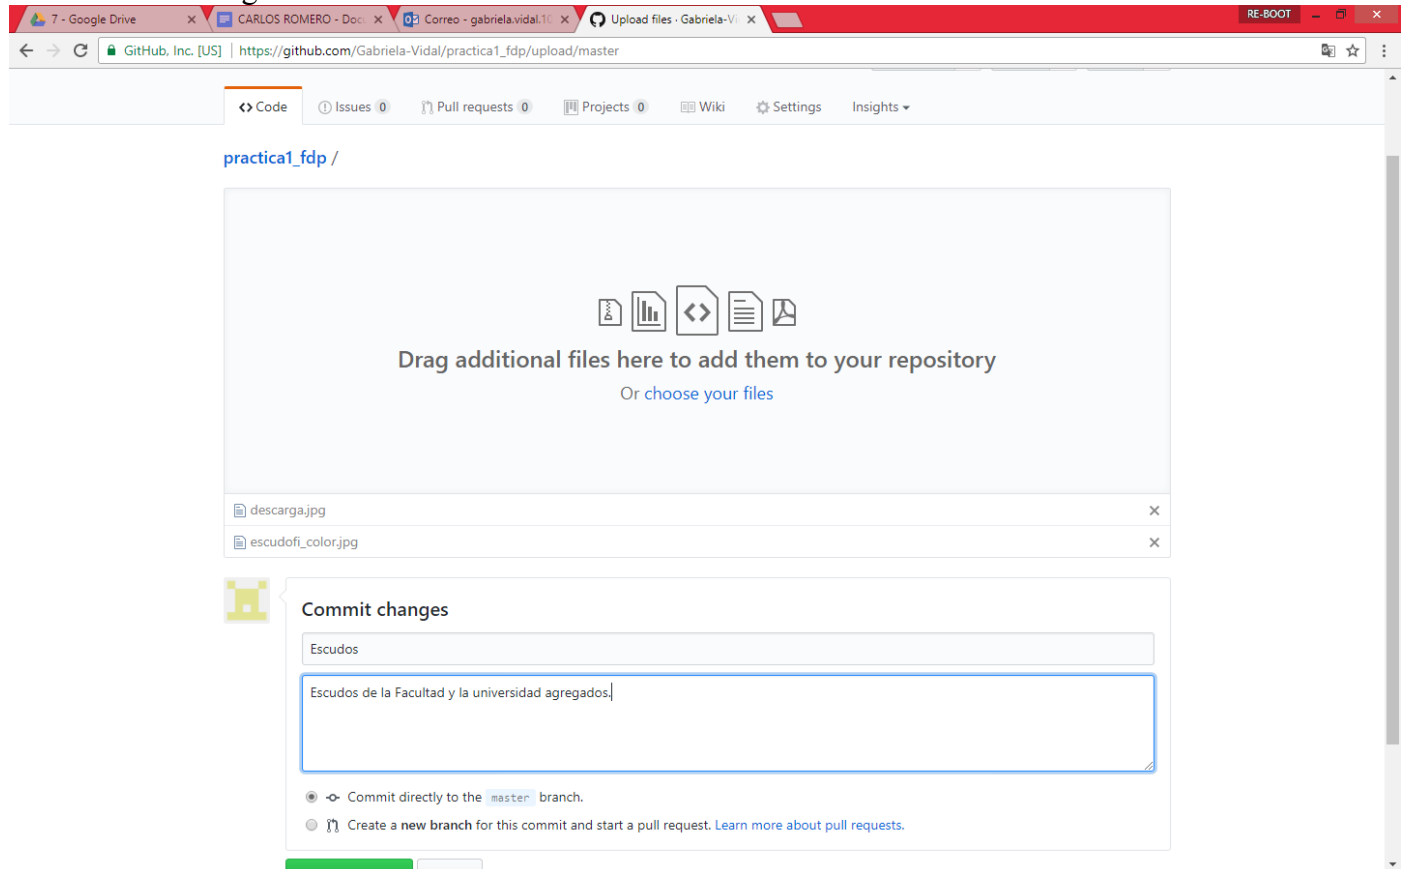 7 - Google Drive
CARLOS ROMERO - Doc
Correo - gabriela.vidal.10
Upload files · Gabriela-Vi
RE-BOOT
GitHub, Inc. [US] | https://github.com/Gabriela-Vidal/practica1_fdp/upload/master
Code
Issues 0
Pull requests 0
Projects 0
Wiki
Settings
Insights
practica1_fdp /
Drag additional files here to add them to your repository
Or choose your files
descarga.jpg
escudofi_color.jpg
Commit changes
Escudos
Escudos de la Facultad y la universidad agregados.
Commit directly to the master branch.
Create a new branch for this commit and start a pull request. Learn more about pull requests.